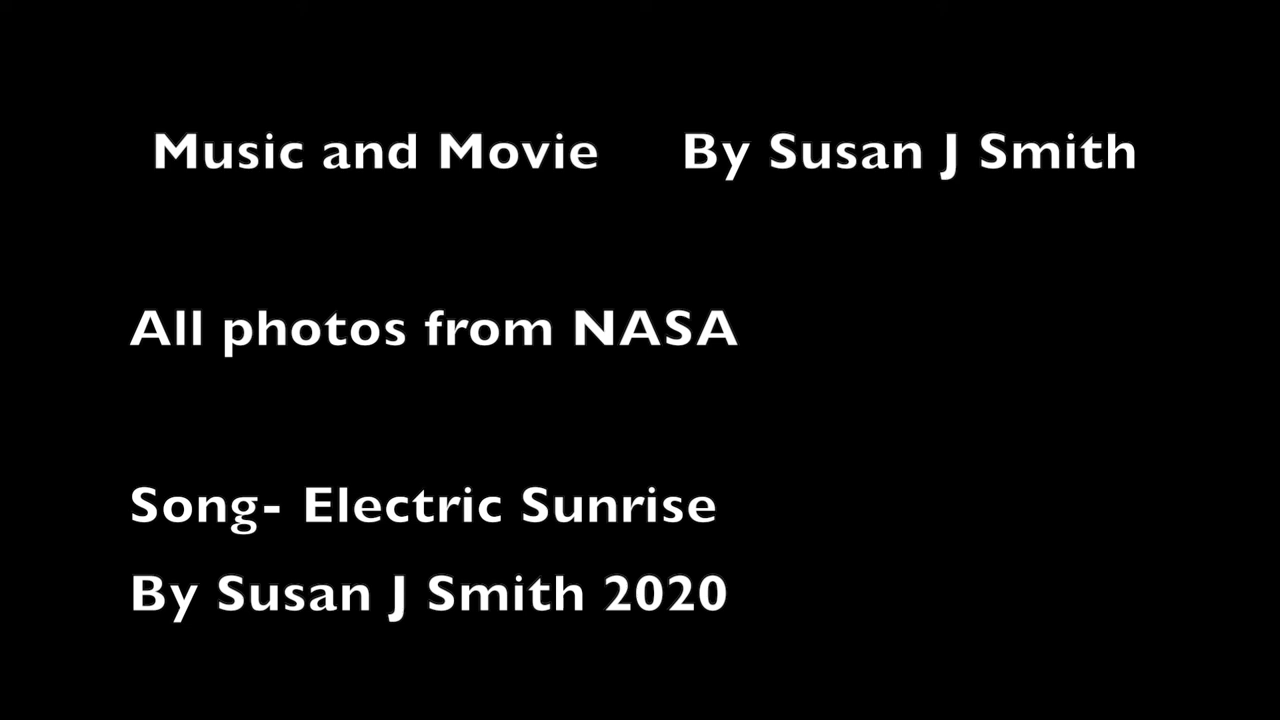 Music and Movie By Susan J Smith
All photos from NASA
Song- Electric Sunrise
By Susan J Smith 2020